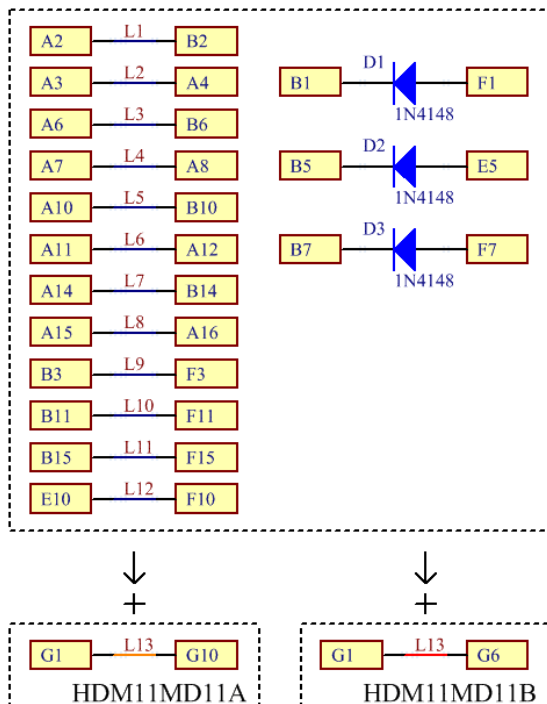 A2 L1 B2
A3 L2 A4
A6 L3 B6
A7 L4 A8
A10 L5 B10
A11 L6 A12
A14 L7 B14
A15 L8 A16
B3 L9 F3
B11 L10 F11
B15 L11 F15
E10 L12 F10
B1 D1 F1
1N4148
B5 D2 E5
1N4148
B7 D3 F7
1N4148
+ +
G1 L13 G10
HDM11MD11A
G1 L13 G6
HDM11MD11B